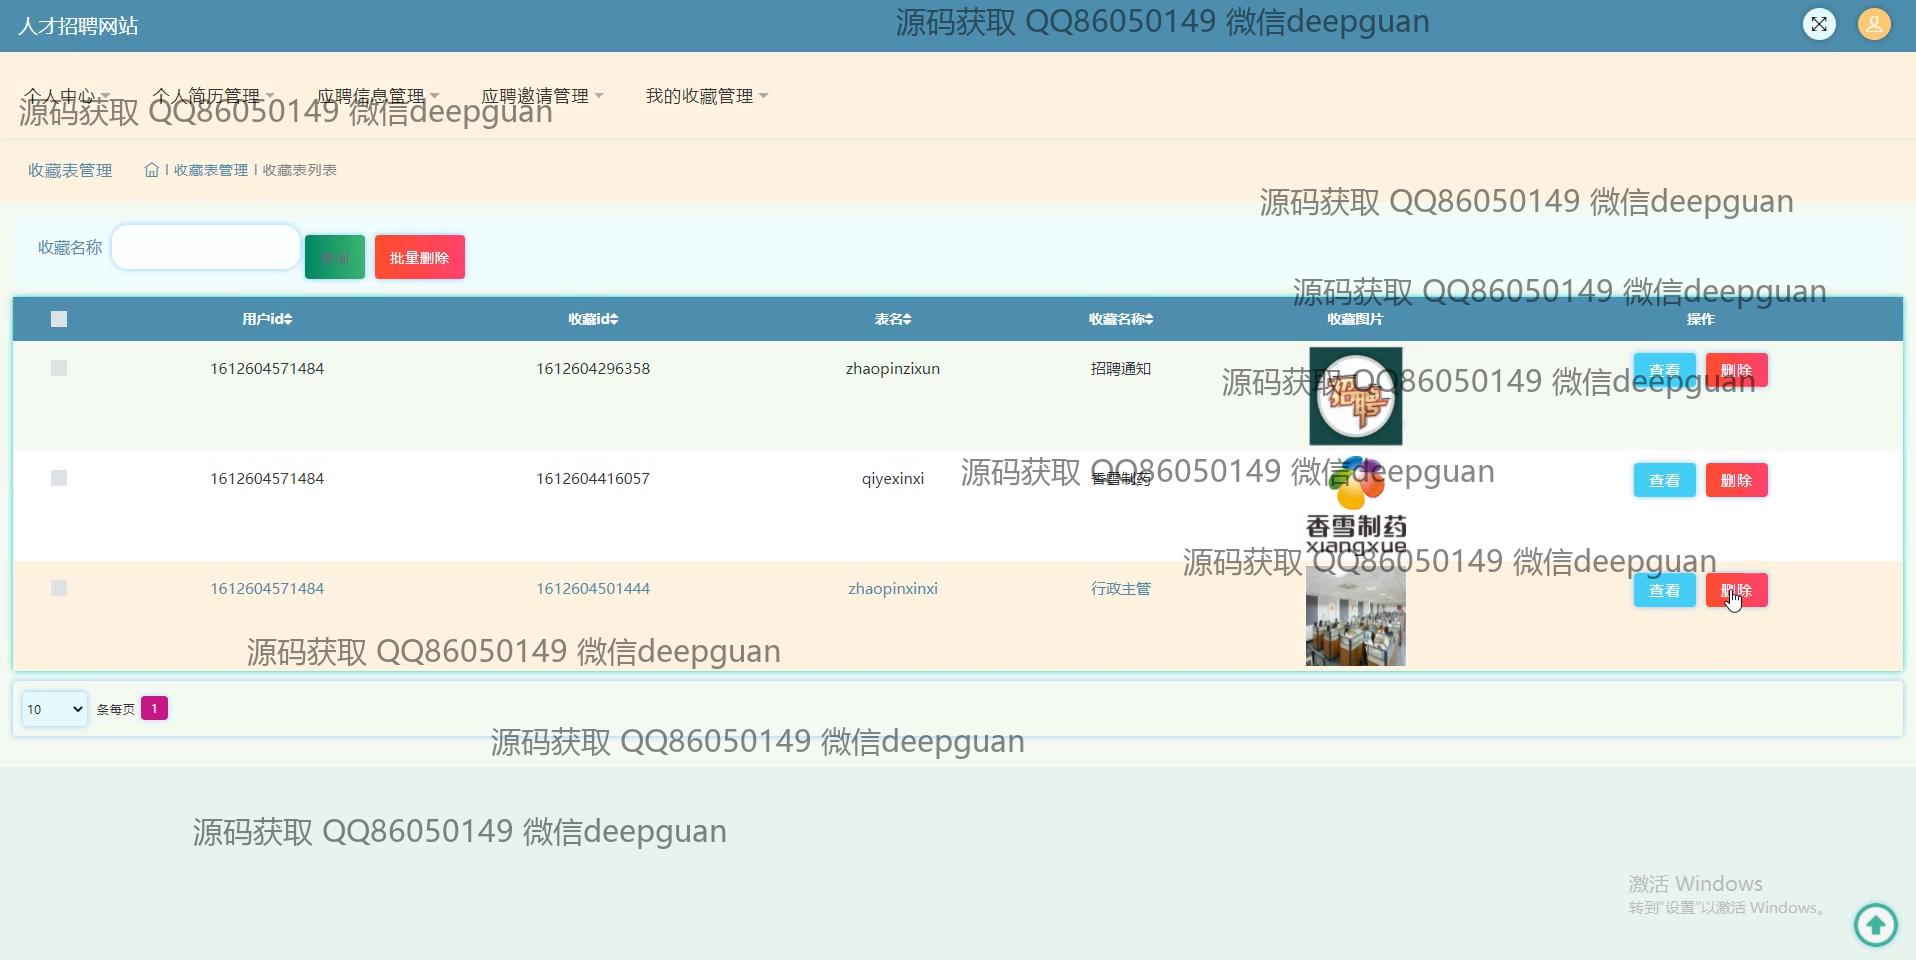 人才招聘网站
源码获取 QQ86050149 微信deepguan
个人中心 个人简历管理 应聘信息管理 应聘邀请管理 我的收藏管理
源码获取 QQ86050149 微信deepguan
收藏表管理 收藏表管理 收藏表列表
源码获取 QQ86050149 微信deepguan
收藏名称 查询 批量删除
源码获取 QQ86050149 微信deepguan
用户id 收藏id 表名 收藏名称 收藏图片 操作
1612604571484 1612604296358 zhaopinzixun 招聘通知 招聘 查看 删除
源码获取 QQ86050149 微信deepguan
1612604571484 1612604416057 qiyexinxi 香雪制药 查看 删除
源码获取 QQ86050149 微信deepguan
香雪制药
xiangxue
源码获取 QQ86050149 微信deepguan
1612604571484 1612604501444 zhaopinxinxi 行政主管 查看 删除
源码获取 QQ86050149 微信deepguan
10 条每页 1
源码获取 QQ86050149 微信deepguan
源码获取 QQ86050149 微信deepguan
激活 Windows
转到"设置"以激活 Windows。